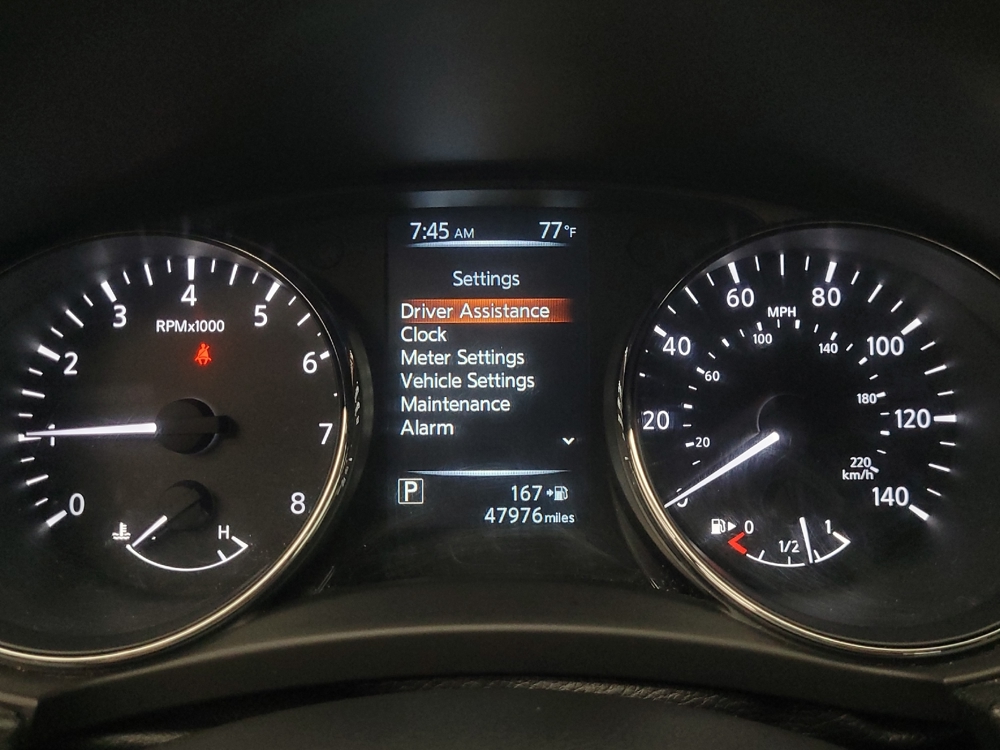 7:45 AM 77°F
Settings
Driver Assistance
Clock
Meter Settings
Vehicle Settings
Maintenance
Alarm
P
167
47976 miles
0
1
2
3
4
5
6
7
8
RPMx1000
H
0
20
40
60
80
100
120
140
MPH
20
60
100
140
180
220
km/h
0
1/2
1